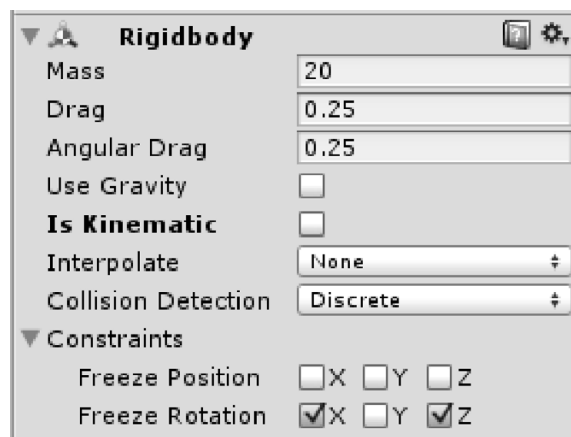 Rigidbody
Mass 20
Drag 0.25
Angular Drag 0.25
Use Gravity
Is Kinematic
Interpolate None
Collision Detection Discrete
Constraints
Freeze Position X Y Z
Freeze Rotation X Y Z